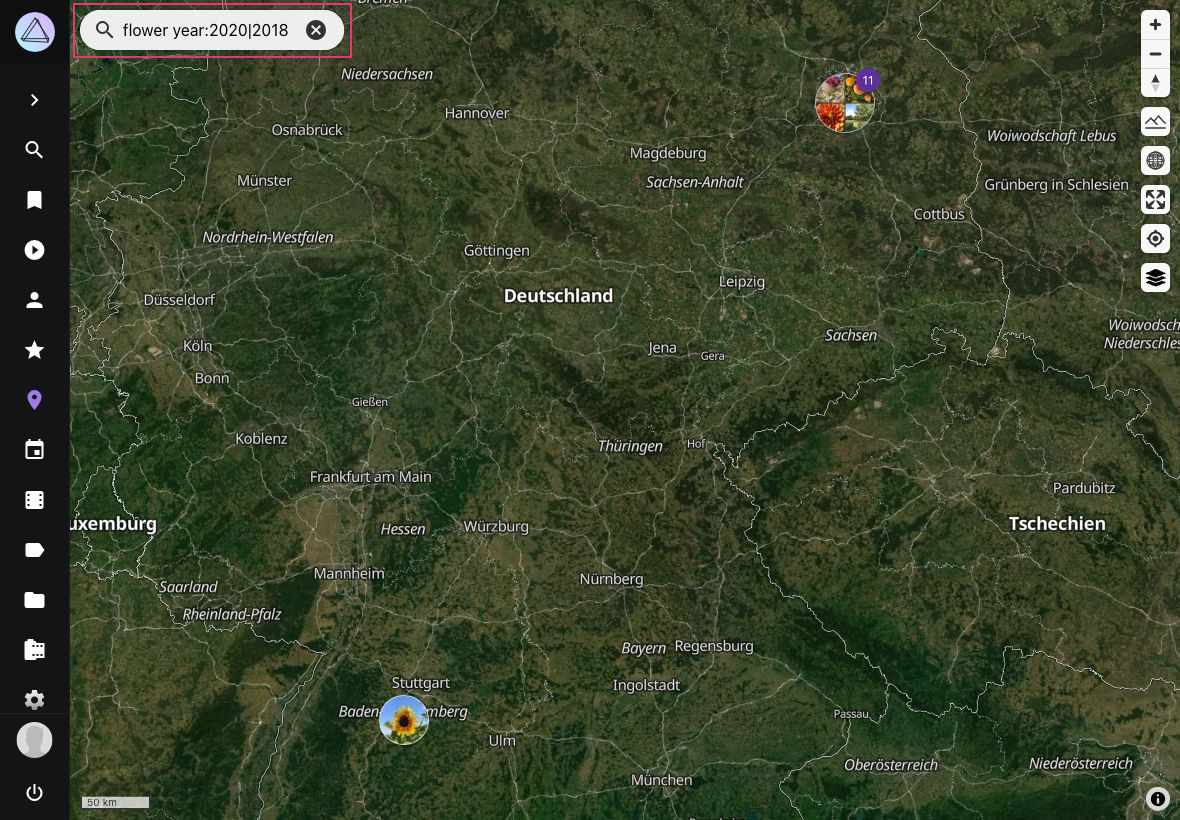 Bremen
flower year:2020|2018
Niedersachsen
11
Hannover
Osnabrück
Woiwodschaft Lebus
Magdeburg
Münster
Sachsen-Anhalt
Grünberg in Schlesien
Cottbus
Nordrhein-Westfalen
Göttingen
Leipzig
Düsseldorf
Deutschland
Woiwodsch
Sachsen
Niederschles
Köln
Jena
Gera
Bonn
Gießen
Koblenz
Thüringen
Hof
Frankfurt am Main
Pardubitz
uxemburg
Hessen
Würzburg
Tschechien
Mannheim
Nürnberg
Saarland
Rheinland-Pfalz
Bayern
Regensburg
Stuttgart
Ingolstadt
Baden
mberg
Passau
Ulm
Oberösterreich
Niederösterreich
München
50 km